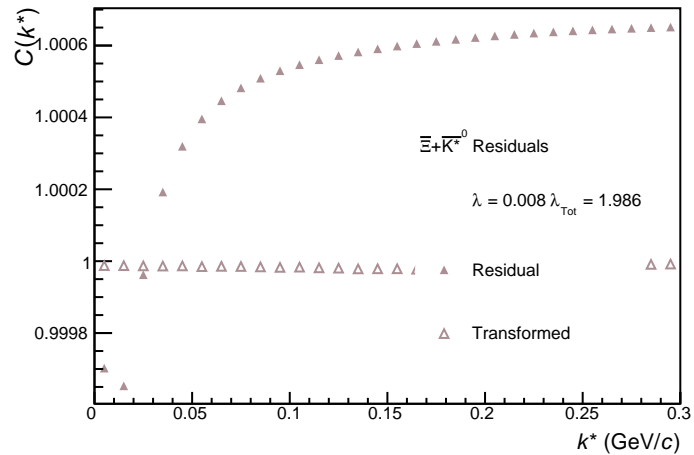 C(k*)
1.0006
1.0004
1.0002
1
0.9998
Ξ+K*⁰ Residuals
λ = 0.008 λTot = 1.986
Residual
Transformed
0 0.05 0.1 0.15 0.2 0.25 0.3
k* (GeV/c)